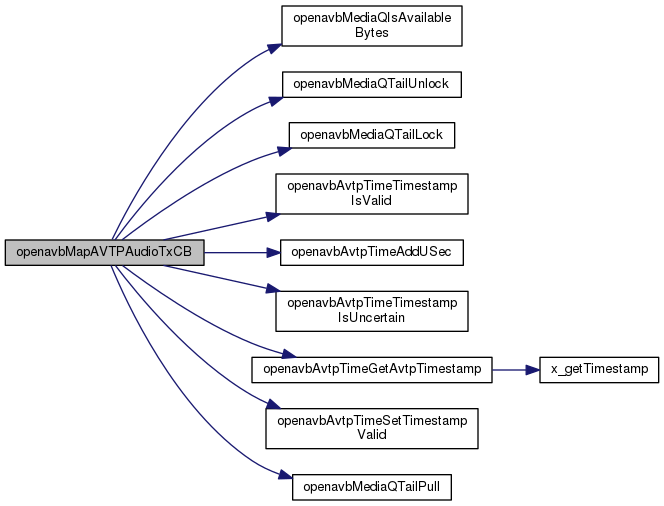 openavbMediaQIsAvailable
Bytes
openavbMediaQTailUnlock
openavbMediaQTailLock
openavbAvtpTimeTimestamp
IsValid
openavbMapAVTPAudioTxCB
openavbAvtpTimeAddUSec
openavbAvtpTimeTimestamp
IsUncertain
openavbAvtpTimeGetAvtpTimestamp
x_getTimestamp
openavbAvtpTimeSetTimestamp
Valid
openavbMediaQTailPull